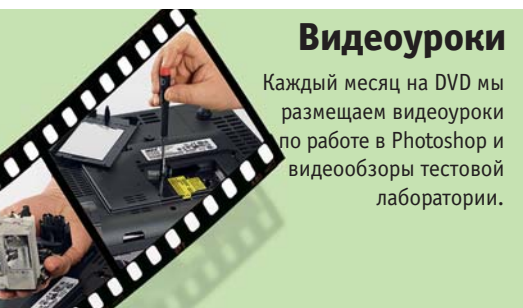 Видеоуроки
Каждый месяц на DVD мы
размещаем видеоуроки
по работе в Photoshop и
видеообзоры тестовой
лаборатории.